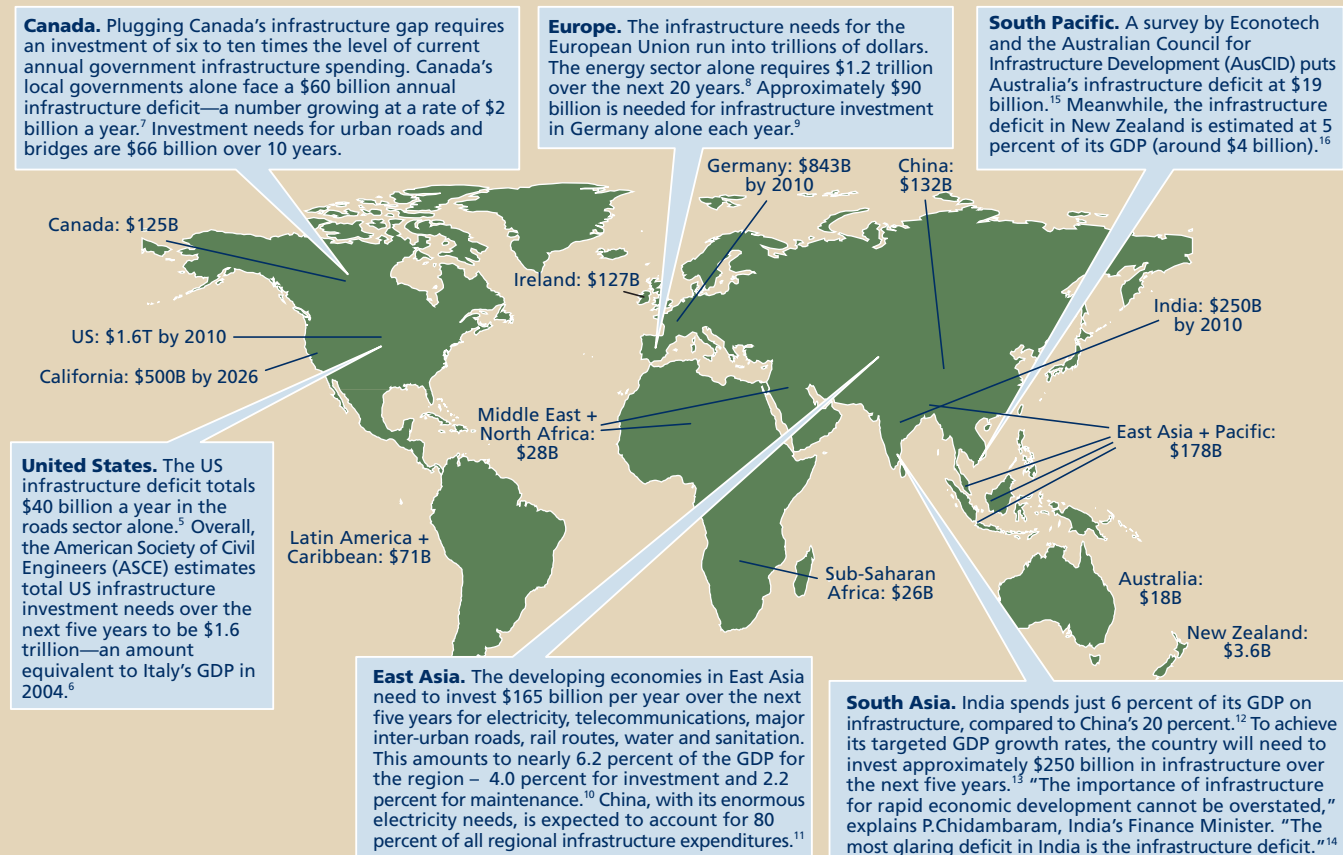 Canada. Plugging Canada’s infrastructure gap requires
an investment of six to ten times the level of current
annual government infrastructure spending. Canada’s
local governments alone face a $60 billion annual
infrastructure deficit—a number growing at a rate of $2
billion a year.7 Investment needs for urban roads and
bridges are $66 billion over 10 years.
Europe. The infrastructure needs for the
European Union run into trillions of dollars.
The energy sector alone requires $1.2 trillion
over the next 20 years.8 Approximately $90
billion is needed for infrastructure investment
in Germany alone each year.9
South Pacific. A survey by Econotech
and the Australian Council for
Infrastructure Development (AusCID) puts
Australia’s infrastructure deficit at $19
billion.15 Meanwhile, the infrastructure
deficit in New Zealand is estimated at 5
percent of its GDP (around $4 billion).16
Germany: $843B
by 2010
China:
$132B
Canada: $125B
Ireland: $127B
India: $250B
by 2010
US: $1.6T by 2010
California: $500B by 2026
Middle East +
North Africa:
$28B
East Asia + Pacific:
$178B
United States. The US
infrastructure deficit totals
$40 billion a year in the
roads sector alone.5 Overall,
the American Society of Civil
Engineers (ASCE) estimates
total US infrastructure
investment needs over the
next five years to be $1.6
trillion—an amount
equivalent to Italy’s GDP in
2004.6
Latin America +
Caribbean: $71B
Sub-Saharan
Africa: $26B
Australia:
$18B
New Zealand:
$3.6B
East Asia. The developing economies in East Asia
need to invest $165 billion per year over the next
five years for electricity, telecommunications, major
inter-urban roads, rail routes, water and sanitation.
This amounts to nearly 6.2 percent of the GDP for
the region – 4.0 percent for investment and 2.2
percent for maintenance.10 China, with its enormous
electricity needs, is expected to account for 80
percent of all regional infrastructure expenditures.11
South Asia. India spends just 6 percent of its GDP on
infrastructure, compared to China’s 20 percent.12 To achieve
its targeted GDP growth rates, the country will need to
invest approximately $250 billion in infrastructure over
the next five years.13 “The importance of infrastructure
for rapid economic development cannot be overstated,”
explains P.Chidambaram, India’s Finance Minister. “The
most glaring deficit in India is the infrastructure deficit.”14